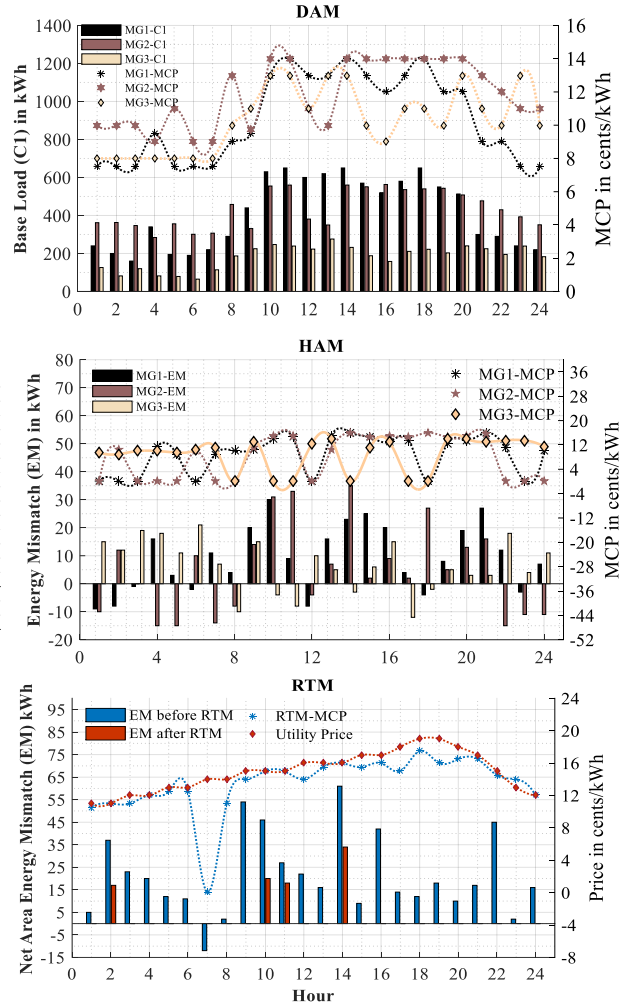 DAM
1400
1200
1000
800
600
400
200
0
Base Load (C1) in kWh
MG1-C1
MG2-C1
MG3-C1
MG1-MCP
MG2-MCP
MG3-MCP
16
14
12
10
8
6
4
2
0
MCP in cents/kWh
0 2 4 6 8 10 12 14 16 18 20 22 24
HAM
80
70
60
50
40
30
20
10
0
-10
-20
Energy Mismatch (EM) in kWh
MG1-EM
MG2-EM
MG3-EM
MG1-MCP
MG2-MCP
MG3-MCP
36
28
20
12
4
-4
-12
-20
-28
-36
-44
-52
MCP in cents/kWh
0 4 8 12 16 20 24
RTM
95
85
75
65
55
45
35
25
15
5
-5
-15
Net Area Energy Mismatch (EM) kWh
EM before RTM
EM after RTM
RTM-MCP
Utility Price
24
20
16
12
8
4
0
-4
-8
Price in cents/kWh
0 2 4 6 8 10 12 14 16 18 20 22 24
Hour